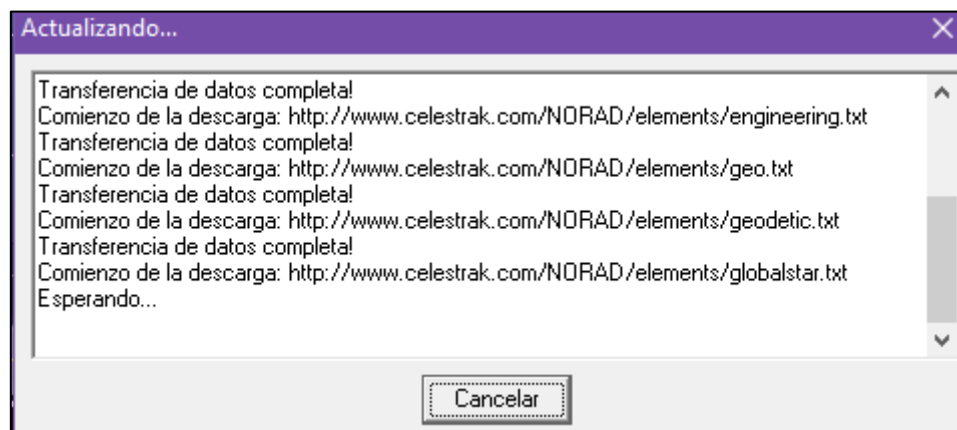 Actualizando...
Transferencia de datos completa!
Comienzo de la descarga: http://www.celestrak.com/NORAD/elements/engineering.txt
Transferencia de datos completa!
Comienzo de la descarga: http://www.celestrak.com/NORAD/elements/geo.txt
Transferencia de datos completa!
Comienzo de la descarga: http://www.celestrak.com/NORAD/elements/geodetic.txt
Transferencia de datos completa!
Comienzo de la descarga: http://www.celestrak.com/NORAD/elements/globalstar.txt
Esperando...
Cancelar